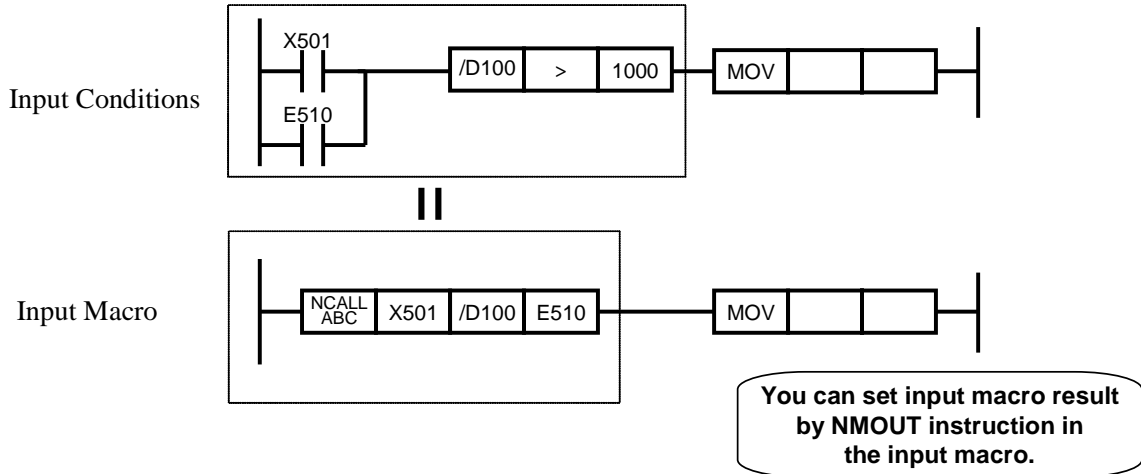 X501
/D100 > 1000 MOV
Input Conditions
E510
Input Macro
NCALL
ABC X501 /D100 E510 MOV
You can set input macro result
by NMOUT instruction in
the input macro.